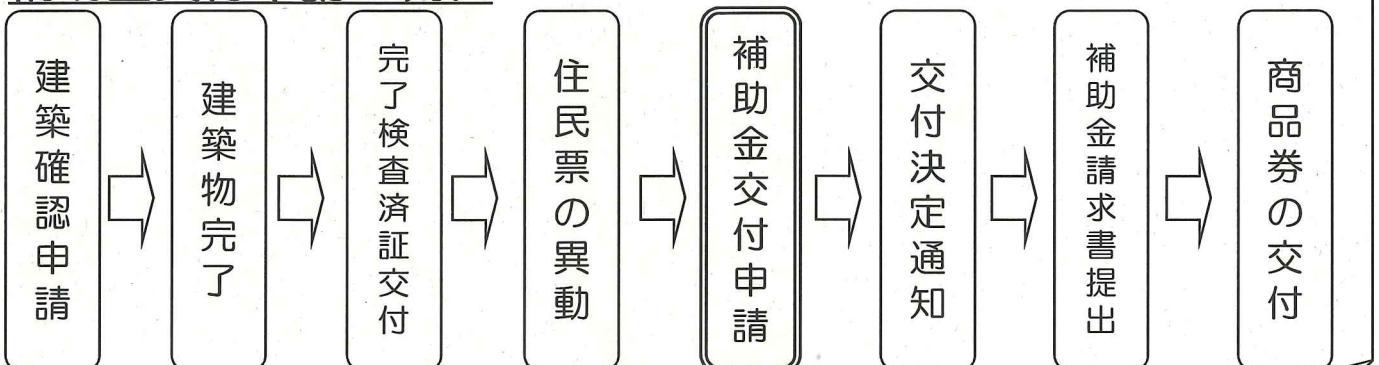 建築確認申請
建築物完了
完了検査済証交付
住民票の異動
補助金交付申請
交付決定通知
補助金請求書提出
商品券の交付